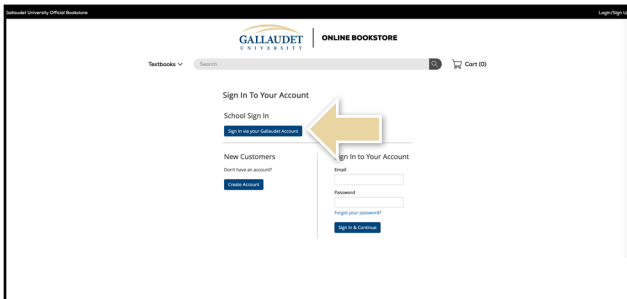 Gallaudet University Official Bookstore
Login/Sign U
GALLAUDET
UNIVERSITY
ONLINE BOOKSTORE
Textbooks
Search
Cart (0)
Sign In To Your Account
School Sign In
Sign in via your Gallaudet Account
New Customers
Don't have an account?
Create Account
gn In to Your Account
Email
Password
Forgot your password?
Sign in & Continue